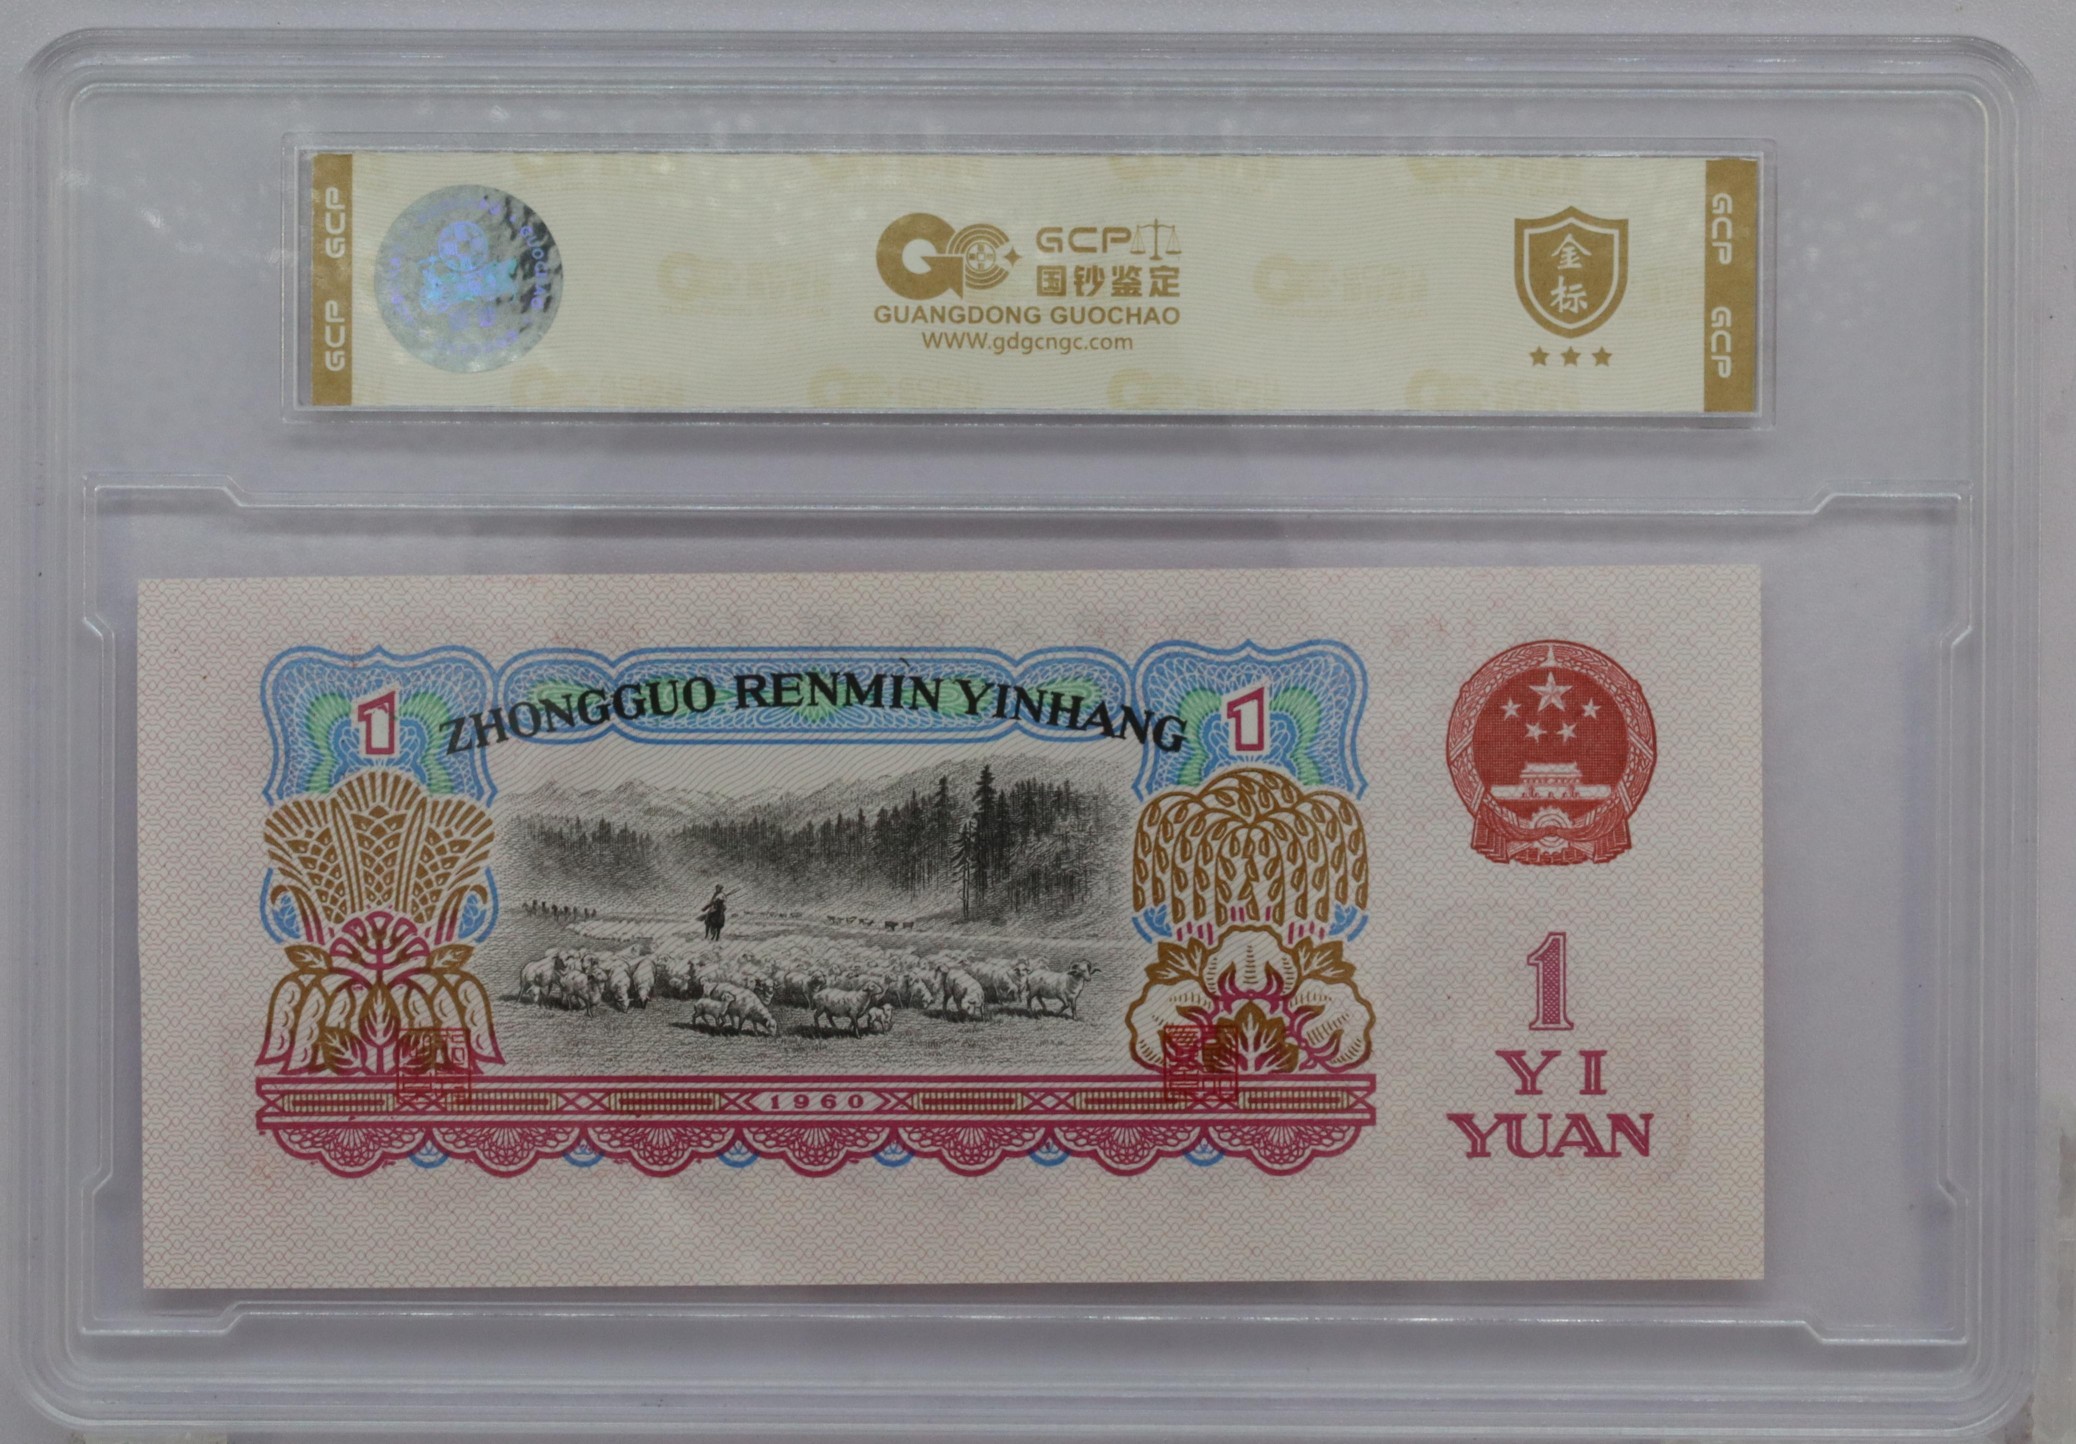 GCP GCP
GCP
国钞鉴定
GUANGDONG GUOCHAO
WWW.gdgcngc.com
金标
GCP GCP
ZHONGGUO RENMIN YINHANG
1
1
1960
1
YI
YUAN